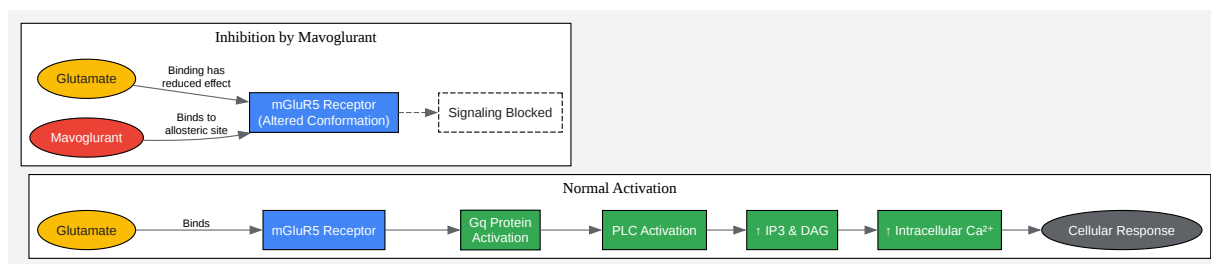 Inhibition by Mavoglurant
Glutamate
Binding has
reduced effect
mGluR5 Receptor
(Altered Conformation)
Signaling Blocked
Mavoglurant
Binds to
allosteric site
Normal Activation
Glutamate
Binds
mGluR5 Receptor
Gq Protein
Activation
PLC Activation
↑ IP3 & DAG
↑ Intracellular Ca²⁺
Cellular Response